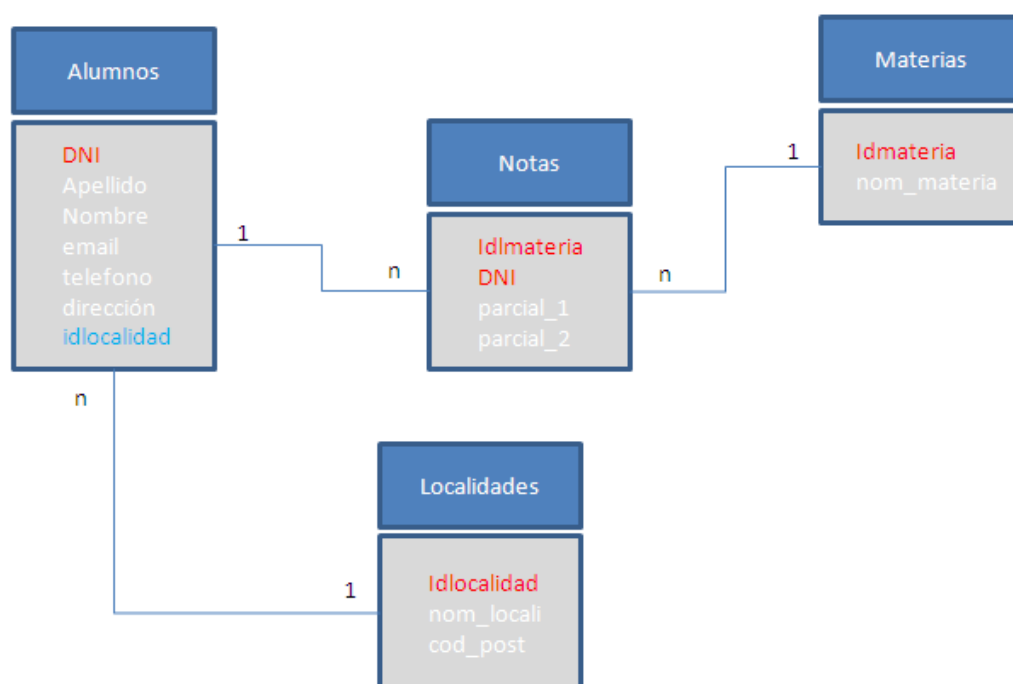 Alumnos
DNI
Apellido
Nombre
email
telefono
dirección
idlocalidad
1
n
Notas
Idlmateria
DNI
parcial_1
parcial_2
n
1
Materias
Idmateria
nom_materia
n
1
Localidades
Idlocalidad
nom_locali
cod_post